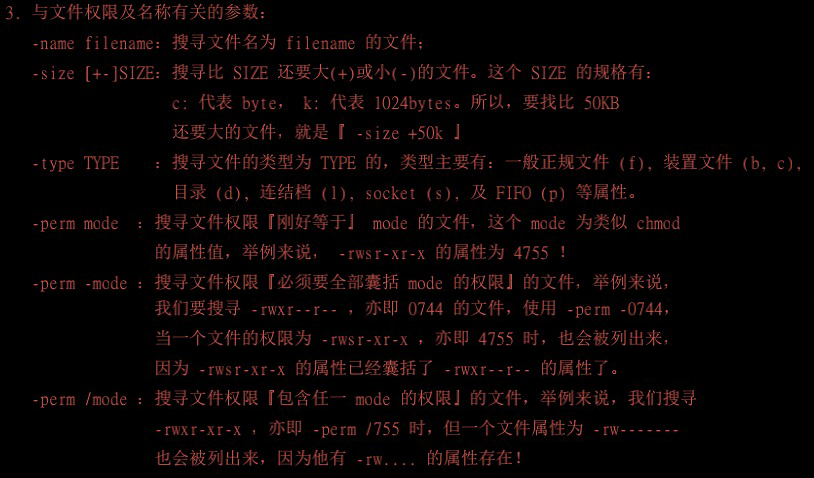 3. 与文件权限及名称有关的参数：
-name filename：搜寻文件名为 filename 的文件；
-size [+-]SIZE：搜寻比 SIZE 还要大(+)或小(-)的文件。这个 SIZE 的规格有：
c: 代表 byte， k: 代表 1024bytes。所以，要找比 50KB
还要大的文件，就是『 -size +50k 』
-type TYPE ：搜寻文件的类型为 TYPE 的，类型主要有：一般正规文件 (f), 装置文件 (b, c),
目录 (d), 连结档 (l), socket (s), 及 FIFO (p) 等属性。
-perm mode ：搜寻文件权限『刚好等于』 mode 的文件，这个 mode 为类似 chmod
的属性值，举例来说， -rwsr-xr-x 的属性为 4755 ！
-perm -mode ：搜寻文件权限『必须要全部囊括 mode 的权限』的文件，举例来说，
我们要搜寻 -rwxr--r-- ，亦即 0744 的文件，使用 -perm -0744，
当一个文件的权限为 -rwsr-xr-x ，亦即 4755 时，也会被列出来，
因为 -rwsr-xr-x 的属性已经囊括了 -rwxr--r-- 的属性了。
-perm /mode ：搜寻文件权限『包含任一 mode 的权限』的文件，举例来说，我们搜寻
-rwxr-xr-x ，亦即 -perm /755 时，但一个文件属性为 -rw-------
也会被列出来，因为他有 -rw.... 的属性存在！